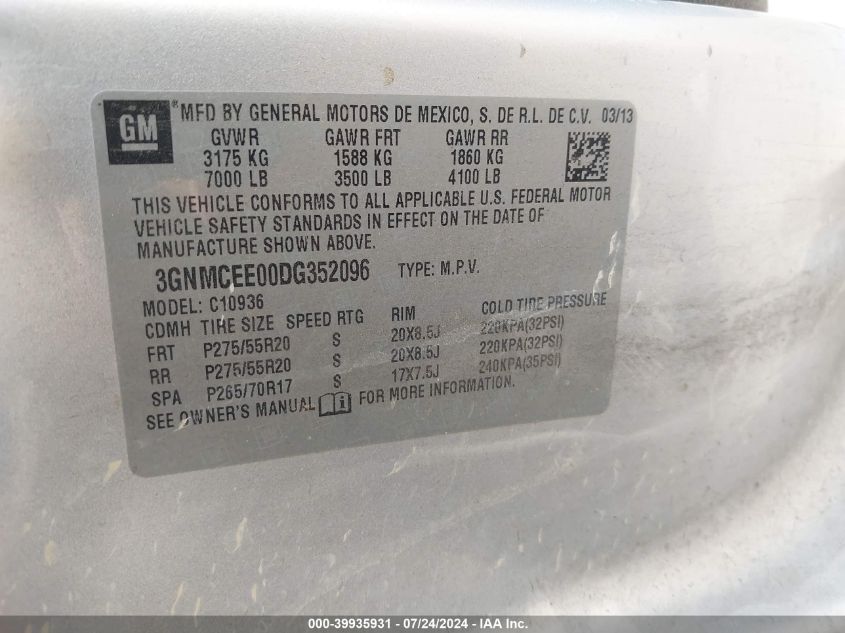 GM ® MFD BY GENERAL MOTORS DE MEXICO, S. DE R.L. DE C.V. 03/13
GVWR GAWR FRT GAWR RR
3175 KG 1588 KG 1860 KG
7000 LB 3500 LB 4100 LB
THIS VEHICLE CONFORMS TO ALL APPLICABLE U.S. FEDERAL MOTOR
VEHICLE SAFETY STANDARDS IN EFFECT ON THE DATE OF
MANUFACTURE SHOWN ABOVE.
3GNMCEE00DG352096 TYPE: M.P.V.
MODEL: C10936
CDMH TIRE SIZE SPEED RTG RIM COLD TIRE PRESSURE
FRT P275/55R20 S 20X8.5J 220KPA(32PSI)
RR P275/55R20 S 20X8.5J 220KPA(32PSI)
SPA P265/70R17 S 17X7.5J 240KPA(35PSI)
SEE OWNER'S MANUAL i FOR MORE INFORMATION.
000-39935931 - 07/24/2024 - IAA Inc.